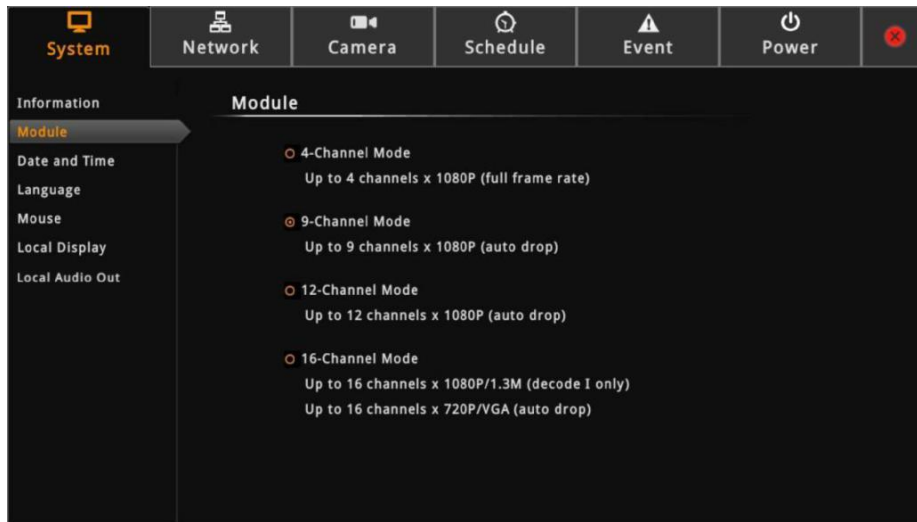 System
Network
Camera
Schedule
Event
Power
Information
Module
Date and Time
Language
Mouse
Local Display
Local Audio Out
Module
4-Channel Mode
Up to 4 channels x 1080P (full frame rate)
9-Channel Mode
Up to 9 channels x 1080P (auto drop)
12-Channel Mode
Up to 12 channels x 1080P (auto drop)
16-Channel Mode
Up to 16 channels x 1080P/1.3M (decode I only)
Up to 16 channels x 720P/VGA (auto drop)